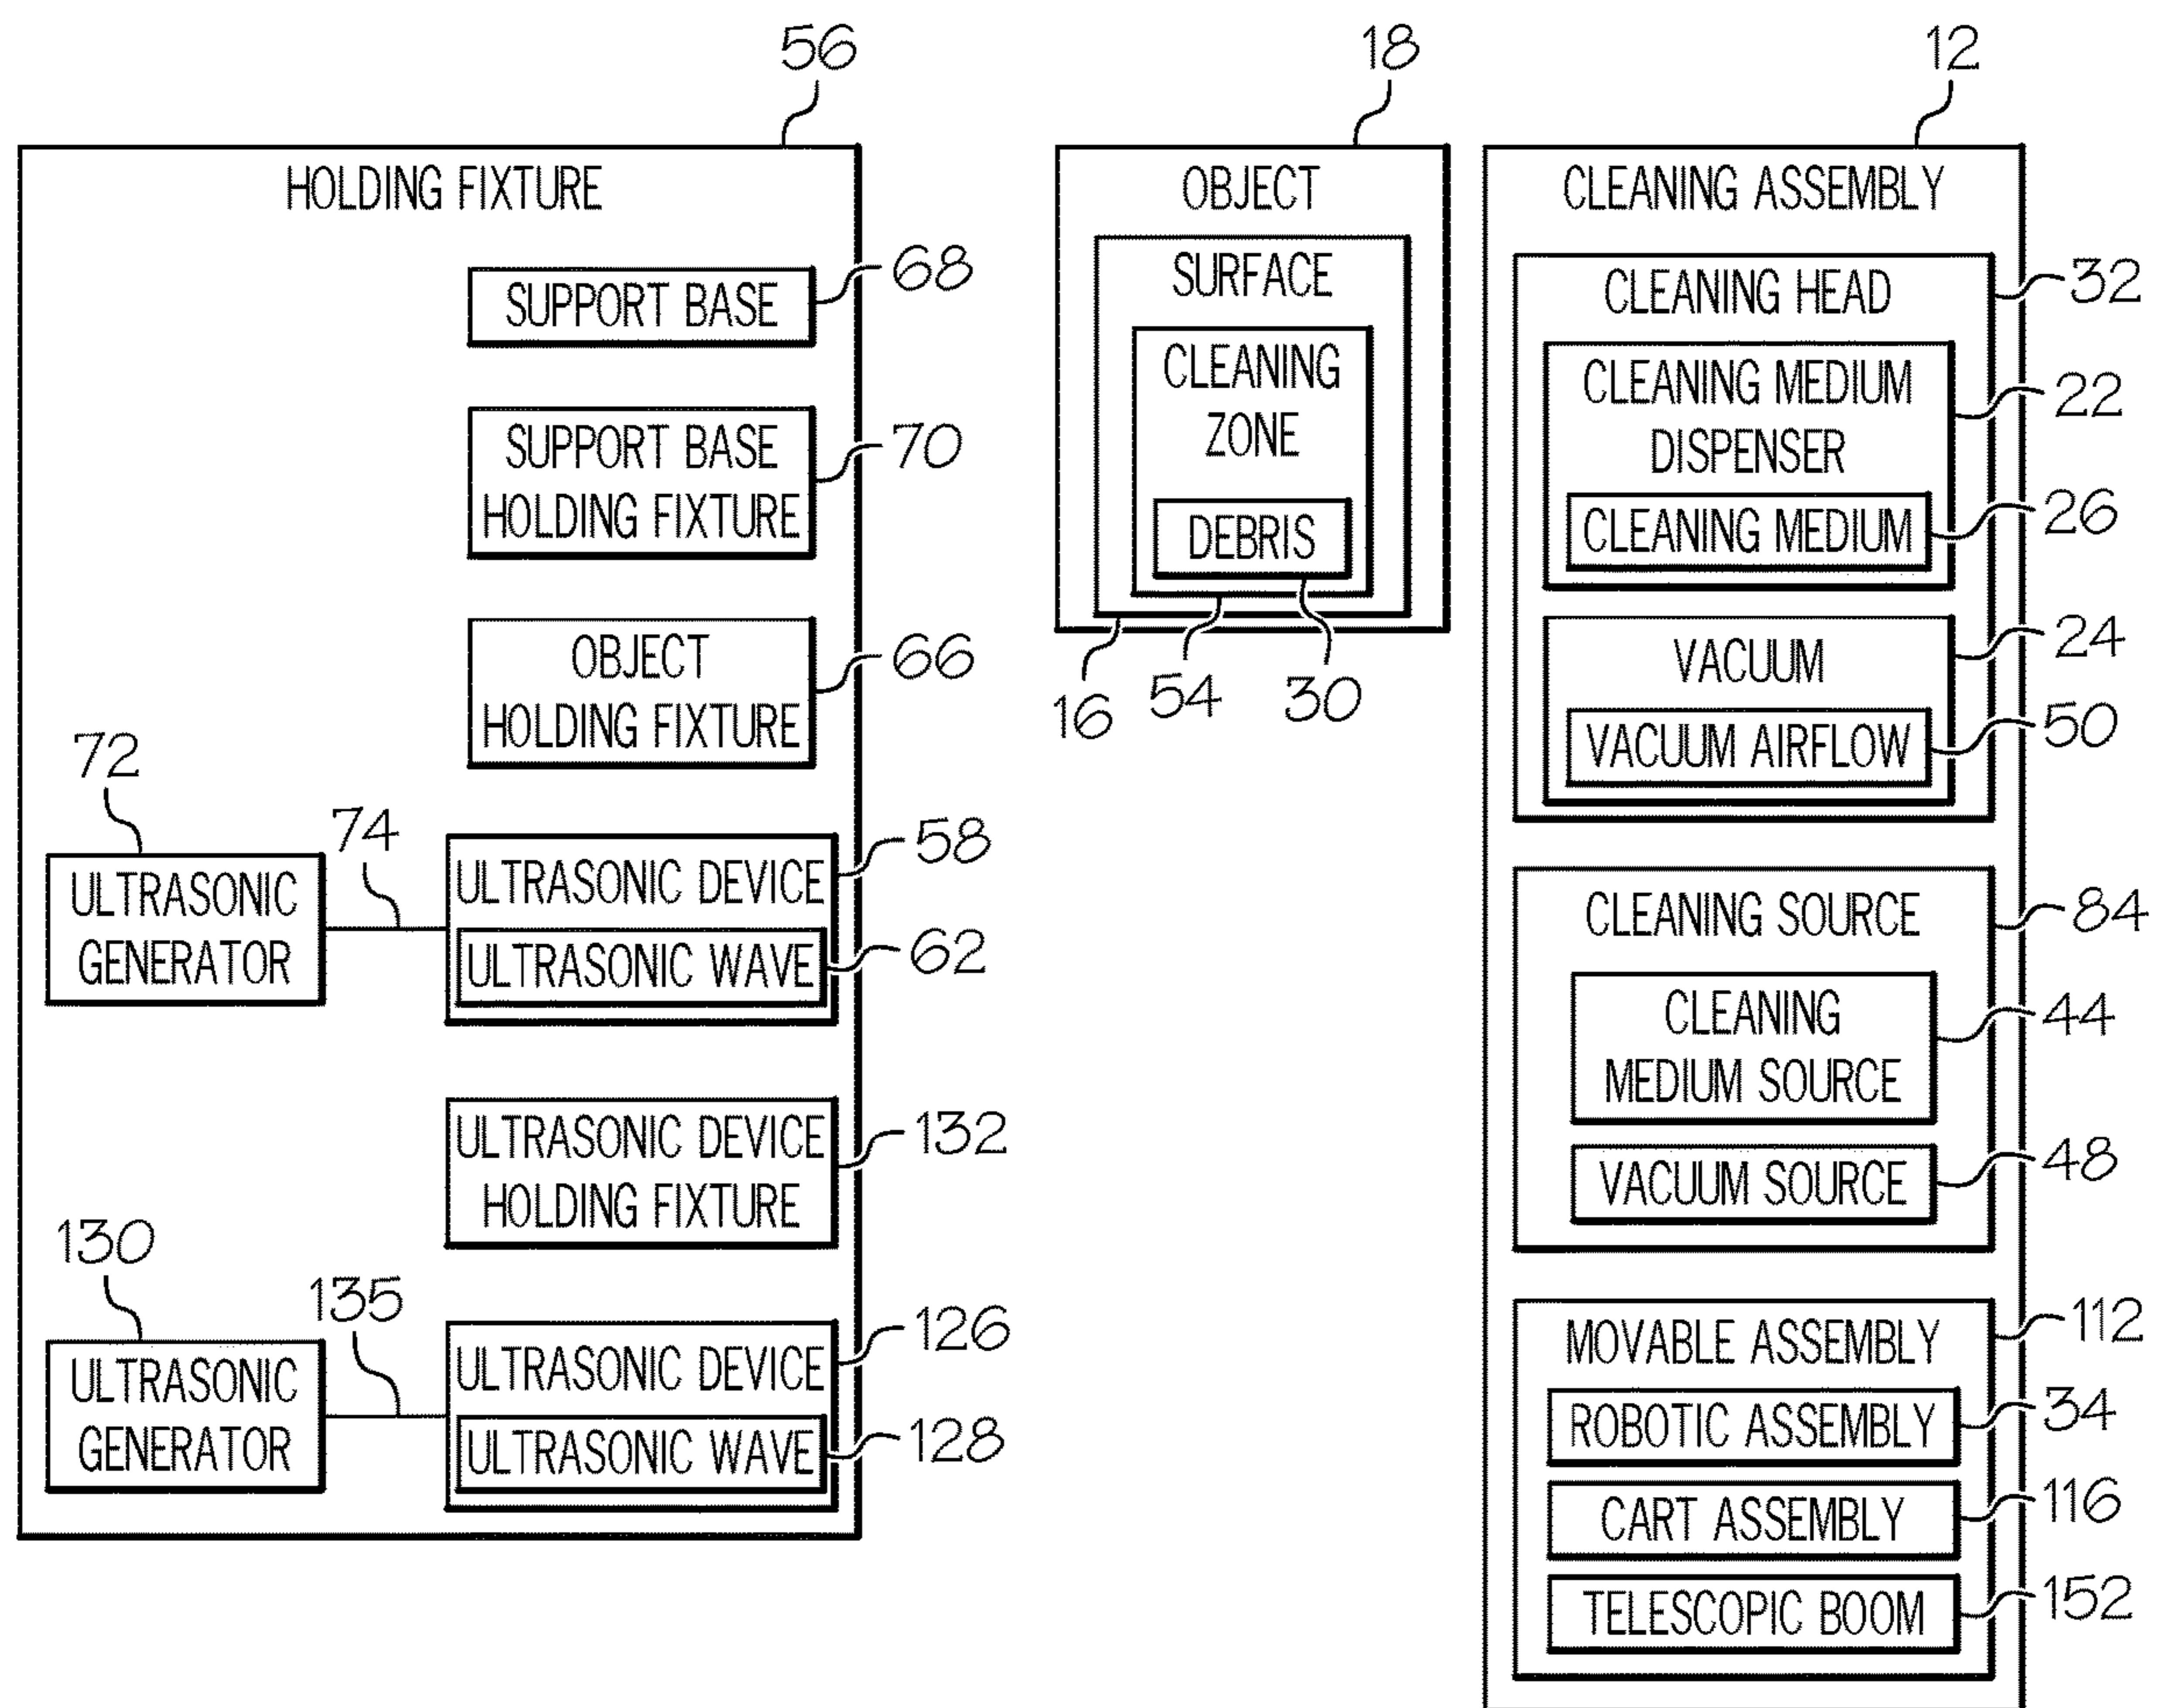 56
HOLDING FIXTURE
SUPPORT BASE
68
SUPPORT BASE
HOLDING FIXTURE
70
OBJECT
HOLDING FIXTURE
66
72
74
ULTRASONIC
GENERATOR
ULTRASONIC DEVICE
58
ULTRASONIC WAVE
62
ULTRASONIC DEVICE
HOLDING FIXTURE
132
130
135
ULTRASONIC
GENERATOR
ULTRASONIC DEVICE
126
ULTRASONIC WAVE
128
18
OBJECT
SURFACE
CLEANING
ZONE
DEBRIS
16
54
30
12
CLEANING ASSEMBLY
CLEANING HEAD
32
CLEANING MEDIUM
DISPENSER
22
CLEANING MEDIUM
26
VACUUM
24
VACUUM AIRFLOW
50
CLEANING SOURCE
84
CLEANING
MEDIUM SOURCE
44
VACUUM SOURCE
48
MOVABLE ASSEMBLY
112
ROBOTIC ASSEMBLY
34
CART ASSEMBLY
116
TELESCOPIC BOOM
152